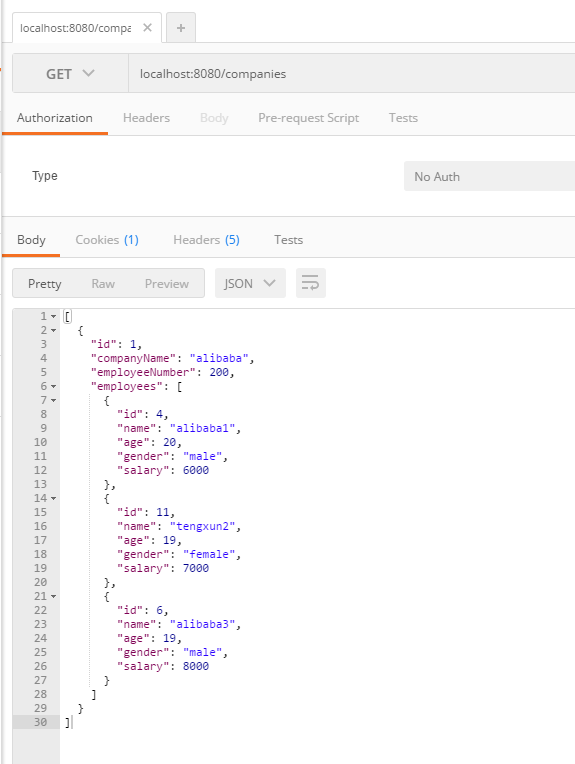 localhost:8080/compa × +
GET localhost:8080/companies
Authorization Headers Body Pre-request Script Tests
Type No Auth
Body Cookies (1) Headers (5) Tests
Pretty Raw Preview JSON
1 [
2 {
3 "id": 1,
4 "companyName": "alibaba",
5 "employeeNumber": 200,
6 "employees": [
7 {
8 "id": 4,
9 "name": "alibaba1",
10 "age": 20,
11 "gender": "male",
12 "salary": 6000
13 },
14 {
15 "id": 11,
16 "name": "tengxun2",
17 "age": 19,
18 "gender": "female",
19 "salary": 7000
20 },
21 {
22 "id": 6,
23 "name": "alibaba3",
24 "age": 19,
25 "gender": "male",
26 "salary": 8000
27 }
28 ]
29 }
30 ]